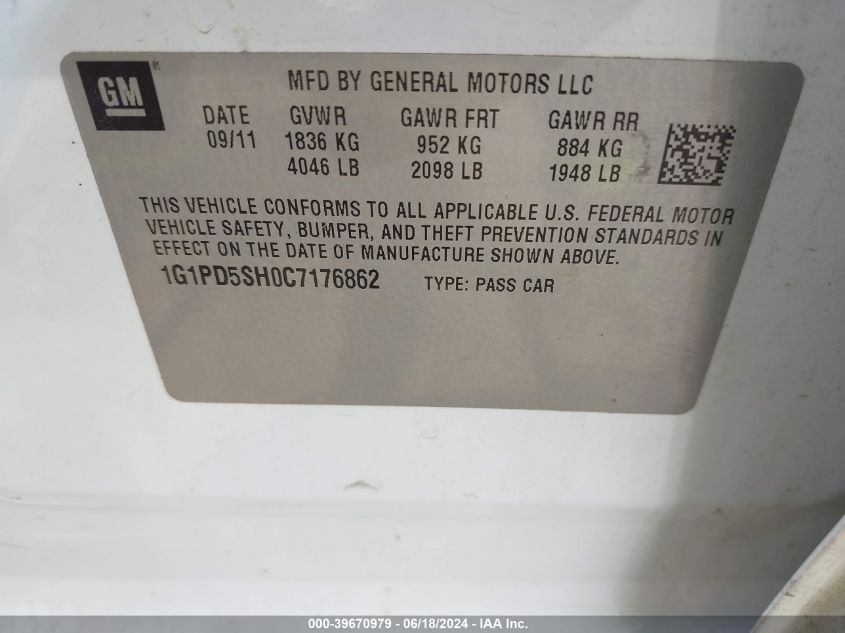 GM®
MFD BY GENERAL MOTORS LLC
DATE GVWR GAWR FRT GAWR RR
09/11 1836 KG 952 KG 884 KG
4046 LB 2098 LB 1948 LB
THIS VEHICLE CONFORMS TO ALL APPLICABLE U.S. FEDERAL MOTOR
VEHICLE SAFETY, BUMPER, AND THEFT PREVENTION STANDARDS IN
EFFECT ON THE DATE OF MANUFACTURE SHOWN ABOVE.
1G1PD5SH0C7176862 TYPE: PASS CAR
000-39670979 - 06/18/2024 - IAA Inc.